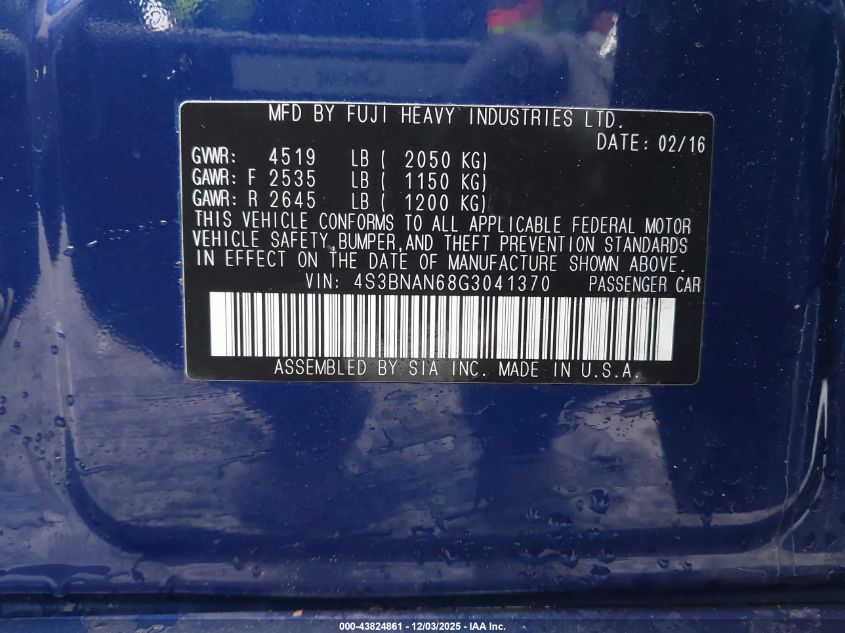 MFD BY FUJI HEAVY INDUSTRIES LTD.
DATE: 02/16
GVWR: 4519 LB ( 2050 KG)
GAWR: F 2535 LB ( 1150 KG)
GAWR: R 2645 LB ( 1200 KG)
THIS VEHICLE CONFORMS TO ALL APPLICABLE FEDERAL MOTOR
VEHICLE SAFETY, BUMPER, AND THEFT PREVENTION STANDARDS
IN EFFECT ON THE DATE OF MANUFACTURE SHOWN ABOVE.
VIN: 4S3BNAN68G3041370 PASSENGER CAR
ASSEMBLED BY SIA INC. MADE IN U.S.A.
000-43824861 - 12/03/2025 - IAA Inc.